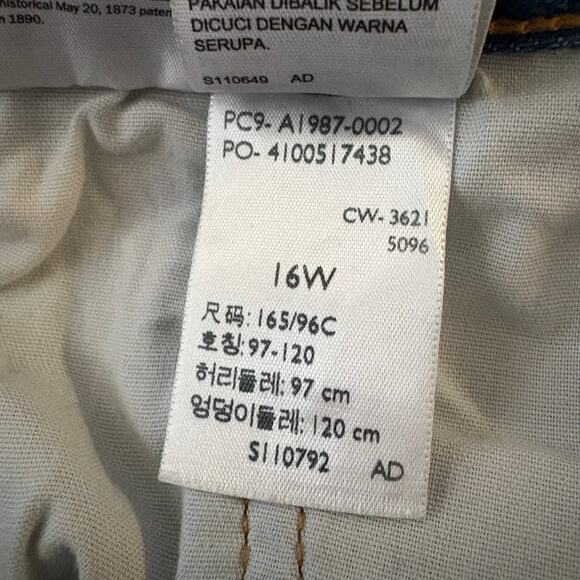 historical May 20, 1873 paten
1890.
PAKAIAN DIBALIK SEBELUM
DICUCI DENGAN WARNA
SERUPA.
S110649 AD
PC9- A1987-0002
PO- 4100517438
CW- 3621
5096
16W
尺码: 165/96C
호칭: 97-120
허리둘레: 97 cm
엉덩이둘레: 120 cm
S110792 AD